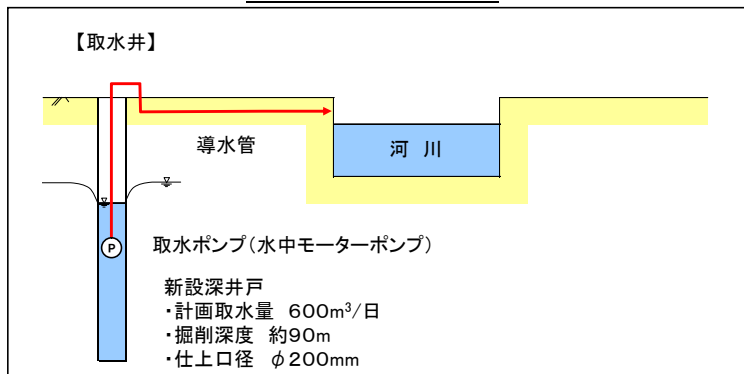 【取水井】
導水管
河 川
P
取水ポンプ(水中モーターポンプ)
新設深井戸
・計画取水量 600m³/日
・掘削深度 約90m
・仕上口径 φ200mm